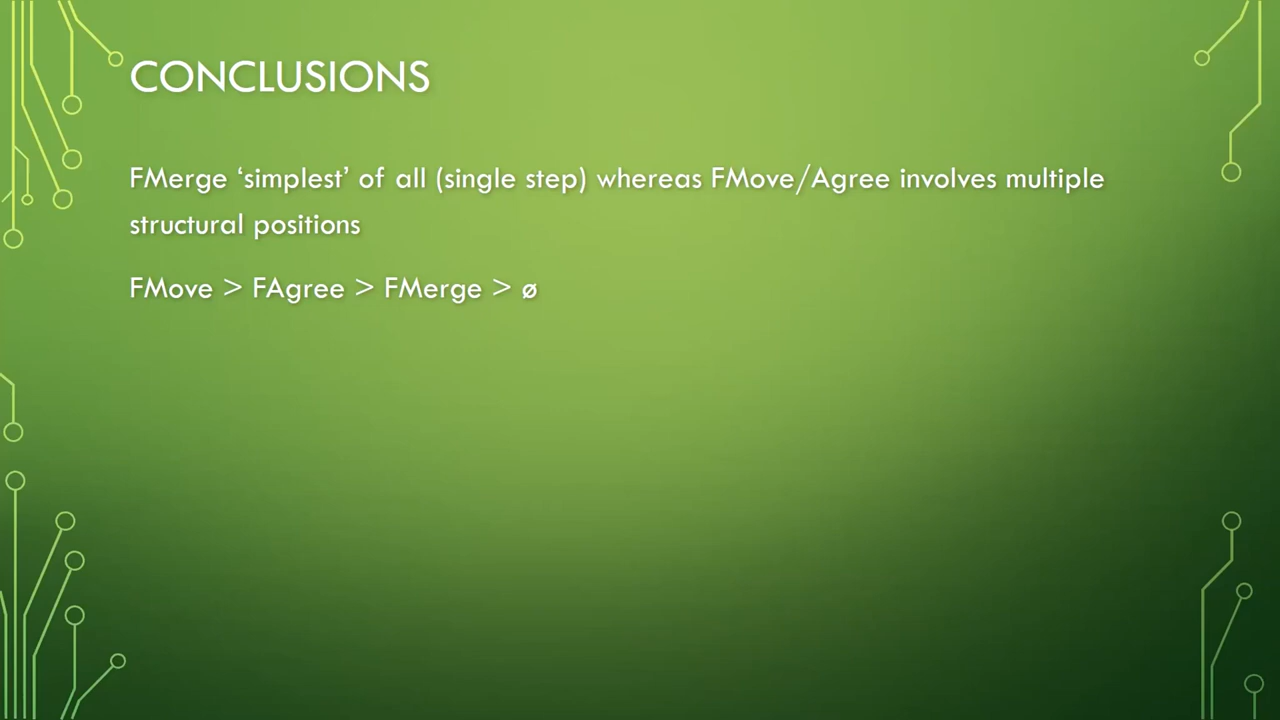 CONCLUSIONS
FMerge ‘simplest’ of all (single step) whereas FMove/Agree involves multiple
structural positions
FMove > FAgree > FMerge > ø